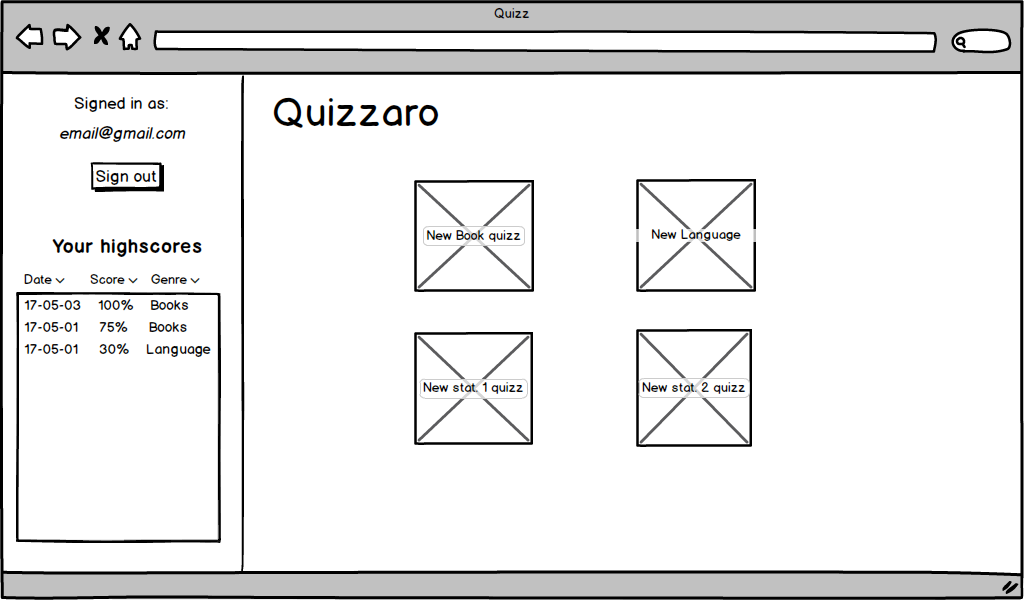 Quizz
Signed in as:
email@gmail.com
Sign out
Your highscores
Date Score Genre
17-05-03 100% Books
17-05-01 75% Books
17-05-01 30% Language
Quizzaro
New Book quizz
New Language
New stat. 1 quizz
New stat. 2 quizz